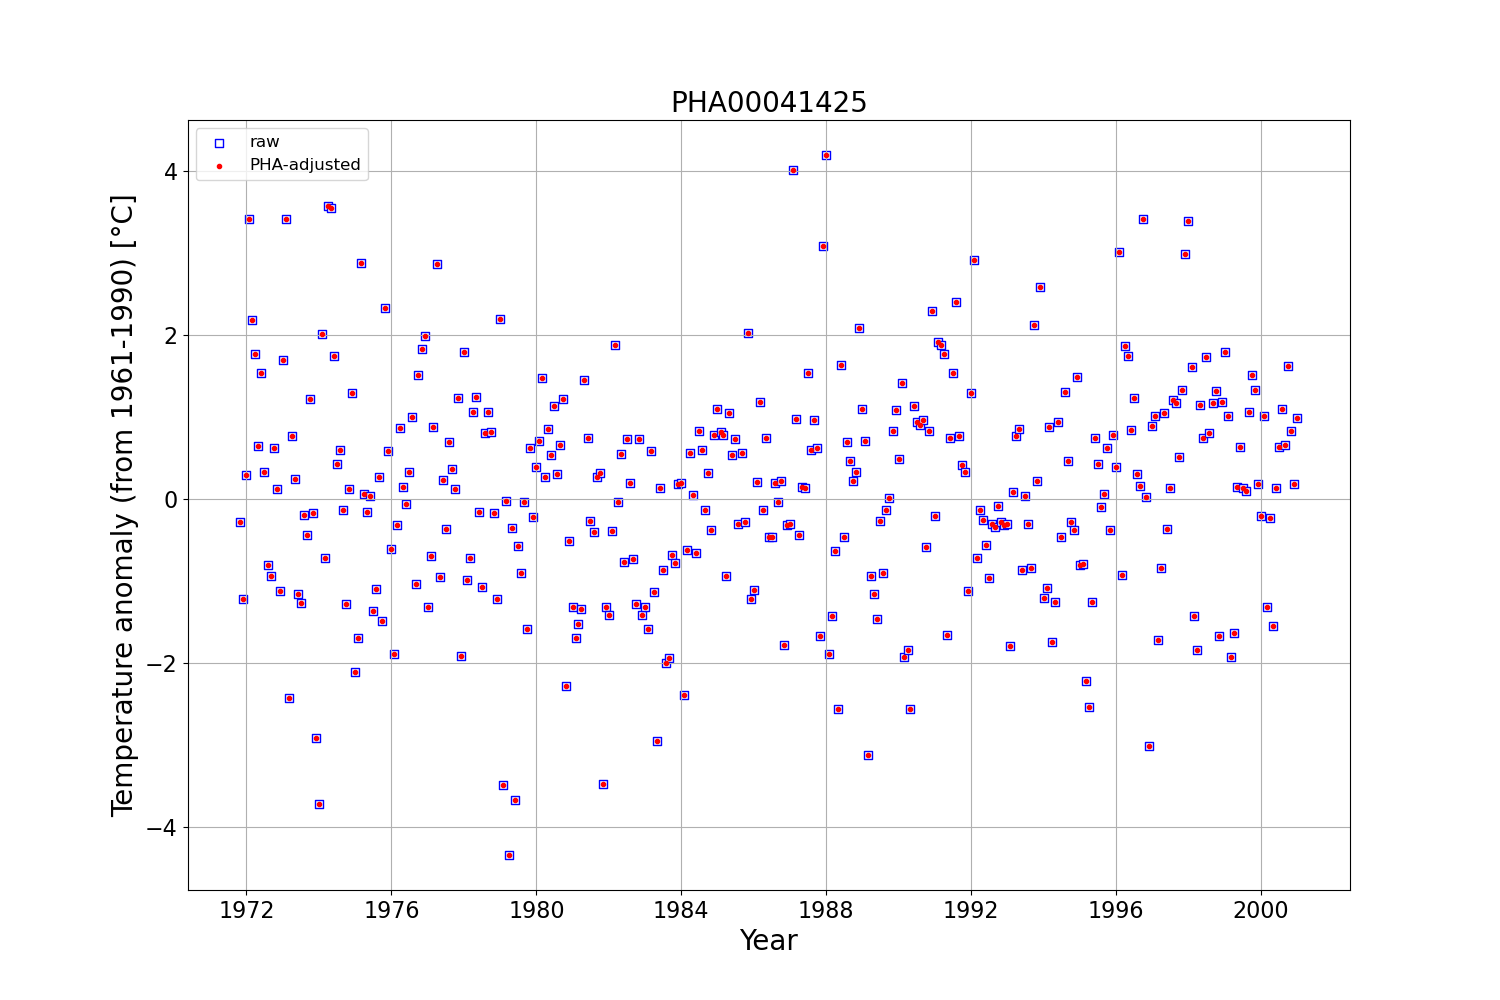 PHA00041425
raw
PHA-adjusted
Temperature anomaly (from 1961-1990) [°C]
4
2
0
−2
−4
1972 1976 1980 1984 1988 1992 1996 2000
Year